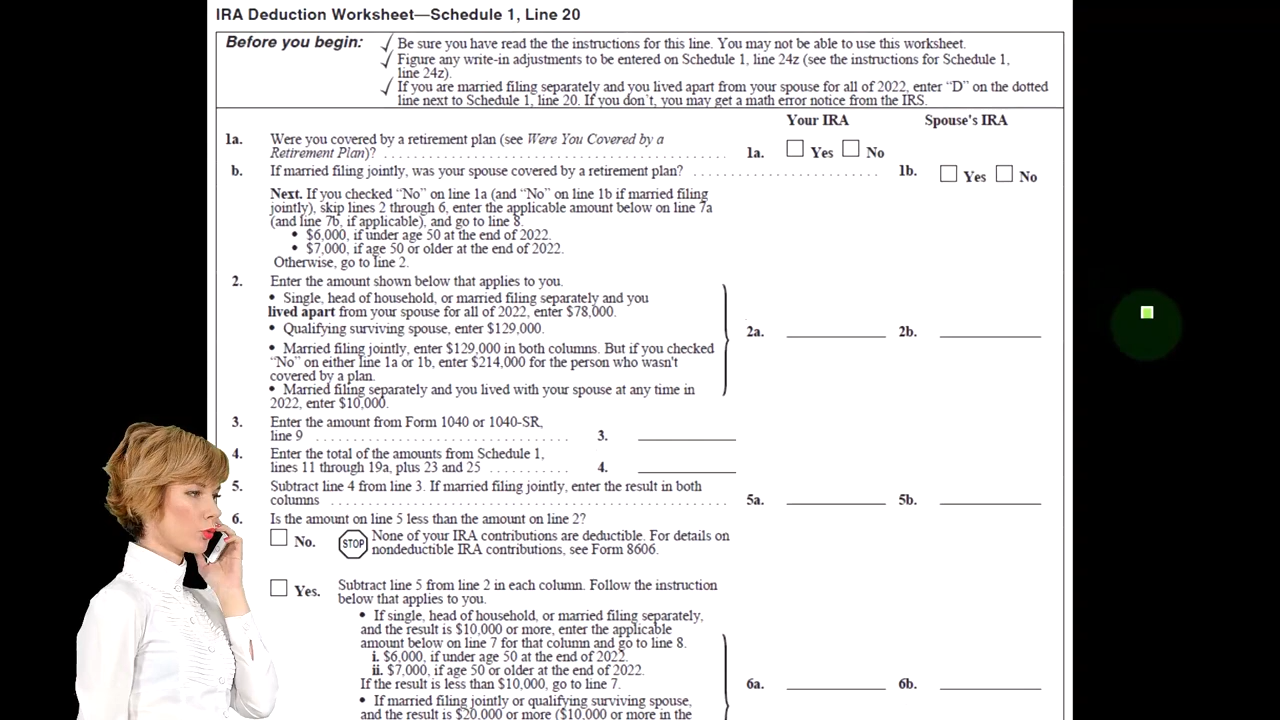 IRA Deduction Worksheet—Schedule 1, Line 20
Before you begin:
Be sure you have read the the instructions for this line. You may not be able to use this worksheet.
Figure any write-in adjustments to be entered on Schedule 1, line 24z (see the instructions for Schedule 1,
line 24z).
If you are married filing separately and you lived apart from your spouse for all of 2022, enter “D” on the dotted
line next to Schedule 1, line 20. If you don’t, you may get a math error notice from the IRS.
Your IRA Spouse's IRA
1a. Were you covered by a retirement plan (see Were You Covered by a
Retirement Plan)? 1a. Yes No
b. If married filing jointly, was your spouse covered by a retirement plan? 1b. Yes No
Next. If you checked “No” on line 1a (and “No” on line 1b if married filing
jointly), skip lines 2 through 6, enter the applicable amount below on line 7a
(and line 7b, if applicable), and go to line 8.
• $6,000, if under age 50 at the end of 2022.
• $7,000, if age 50 or older at the end of 2022.
Otherwise, go to line 2.
2. Enter the amount shown below that applies to you.
• Single, head of household, or married filing separately and you
lived apart from your spouse for all of 2022, enter $78,000.
• Qualifying surviving spouse, enter $129,000.
2a. 2b.
• Married filing jointly, enter $129,000 in both columns. But if you checked
“No” on either line 1a or 1b, enter $214,000 for the person who wasn't
covered by a plan.
• Married filing separately and you lived with your spouse at any time in
2022, enter $10,000.
3. Enter the amount from Form 1040 or 1040-SR,
line 9 3.
4. Enter the total of the amounts from Schedule 1,
lines 11 through 19a, plus 23 and 25 4.
5. Subtract line 4 from line 3. If married filing jointly, enter the result in both
columns 5a. 5b.
6. Is the amount on line 5 less than the amount on line 2?
No. STOP None of your IRA contributions are deductible. For details on
nondeductible IRA contributions, see Form 8606.
Yes. Subtract line 5 from line 2 in each column. Follow the instruction
below that applies to you.
• If single, head of household, or married filing separately,
and the result is $10,000 or more, enter the applicable
amount below on line 7 for that column and go to line 8.
i. $6,000, if under age 50 at the end of 2022.
ii. $7,000, if age 50 or older at the end of 2022.
If the result is less than $10,000, go to line 7. 6a. 6b.
• If married filing jointly or qualifying surviving spouse,
and the result is $20,000 or more ($10,000 or more in the